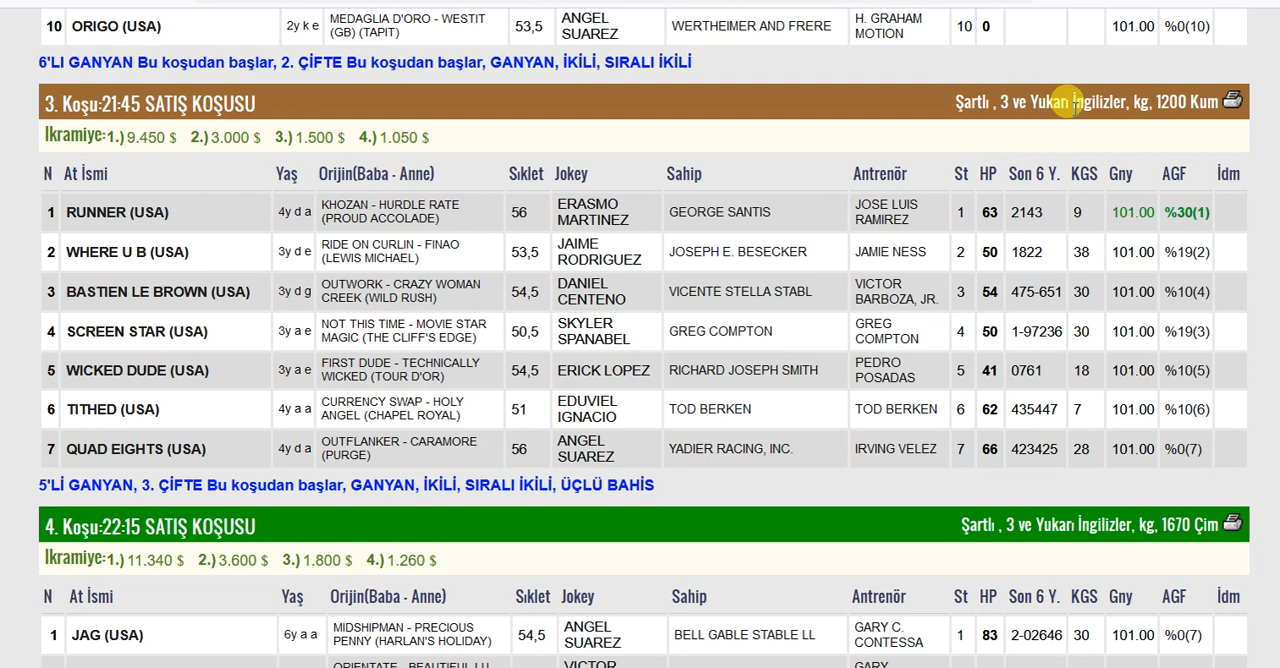 10 ORIGO (USA) 2y k e MEDAGLIA D'ORO - WESTIT (GB) (TAPIT) 53,5 ANGEL SUAREZ WERTHEIMER AND FRERE H. GRAHAM MOTION 10 0 101.00 %0(10)
6'LI GANYAN Bu koşudan başlar, 2. ÇİFTE Bu koşudan başlar, GANYAN, İKİLİ, SIRALI İKİLİ
3. Koşu:21:45 SATIŞ KOŞUSU Şartlı , 3 ve Yukarı İngilizler, kg, 1200 Kum
İkramiye:1.) 9.450 $ 2.) 3.000 $ 3.) 1.500 $ 4.) 1.050 $
N At İsmi Yaş Orijin(Baba - Anne) Sıklet Jokey Sahip Antrenör St HP Son 6 Y. KGS Gny AGF İdm
1 RUNNER (USA) 4y d a KHOZAN - HURDLE RATE (PROUD ACCOLADE) 56 ERASMO MARTINEZ GEORGE SANTIS JOSE LUIS RAMIREZ 1 63 2143 9 101.00 %30(1)
2 WHERE U B (USA) 3y d e RIDE ON CURLIN - FINAO (LEWIS MICHAEL) 53,5 JAIME RODRIGUEZ JOSEPH E. BESECKER JAMIE NESS 2 50 1822 38 101.00 %19(2)
3 BASTIEN LE BROWN (USA) 3y d g OUTWORK - CRAZY WOMAN CREEK (WILD RUSH) 54,5 DANIEL CENTENO VICENTE STELLA STABL VICTOR BARBOZA, JR. 3 54 475-651 30 101.00 %10(4)
4 SCREEN STAR (USA) 3y a e NOT THIS TIME - MOVIE STAR MAGIC (THE CLIFF'S EDGE) 50,5 SKYLER SPANABEL GREG COMPTON GREG COMPTON 4 50 1-97236 30 101.00 %19(3)
5 WICKED DUDE (USA) 3y a e FIRST DUDE - TECHNICALLY WICKED (TOUR D'OR) 54,5 ERICK LOPEZ RICHARD JOSEPH SMITH PEDRO POSADAS 5 41 0761 18 101.00 %10(5)
6 TITHED (USA) 4y a a CURRENCY SWAP - HOLY ANGEL (CHAPEL ROYAL) 51 EDUVIEL IGNACIO TOD BERKEN TOD BERKEN 6 62 435447 7 101.00 %10(6)
7 QUAD EIGHTS (USA) 4y d a OUTFLANKER - CARAMORE (PURGE) 56 ANGEL SUAREZ YADIER RACING, INC. IRVING VELEZ 7 66 423425 28 101.00 %0(7)
5'Lİ GANYAN, 3. ÇİFTE Bu koşudan başlar, GANYAN, İKİLİ, SIRALI İKİLİ, ÜÇLÜ BAHİS
4. Koşu:22:15 SATIŞ KOŞUSU Şartlı , 3 ve Yukarı İngilizler, kg, 1670 Çim
İkramiye:1.) 11.340 $ 2.) 3.600 $ 3.) 1.800 $ 4.) 1.260 $
N At İsmi Yaş Orijin(Baba - Anne) Sıklet Jokey Sahip Antrenör St HP Son 6 Y. KGS Gny AGF İdm
1 JAG (USA) 6y a a MIDSHIPMAN - PRECIOUS PENNY (HARLAN'S HOLIDAY) 54,5 ANGEL SUAREZ BELL GABLE STABLE LL GARY C. CONTESSA 1 83 2-02646 30 101.00 %0(7)
VICTOR GARY